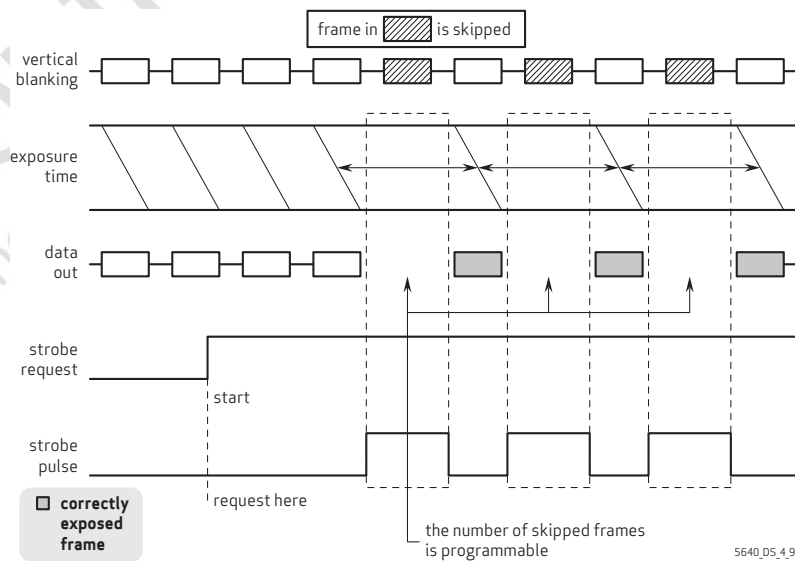 frame in is skipped
vertical
blanking
exposure
time
data
out
strobe
request
start
strobe
pulse
request here
correctly
exposed
frame
the number of skipped frames
is programmable
5640_DS_4_9